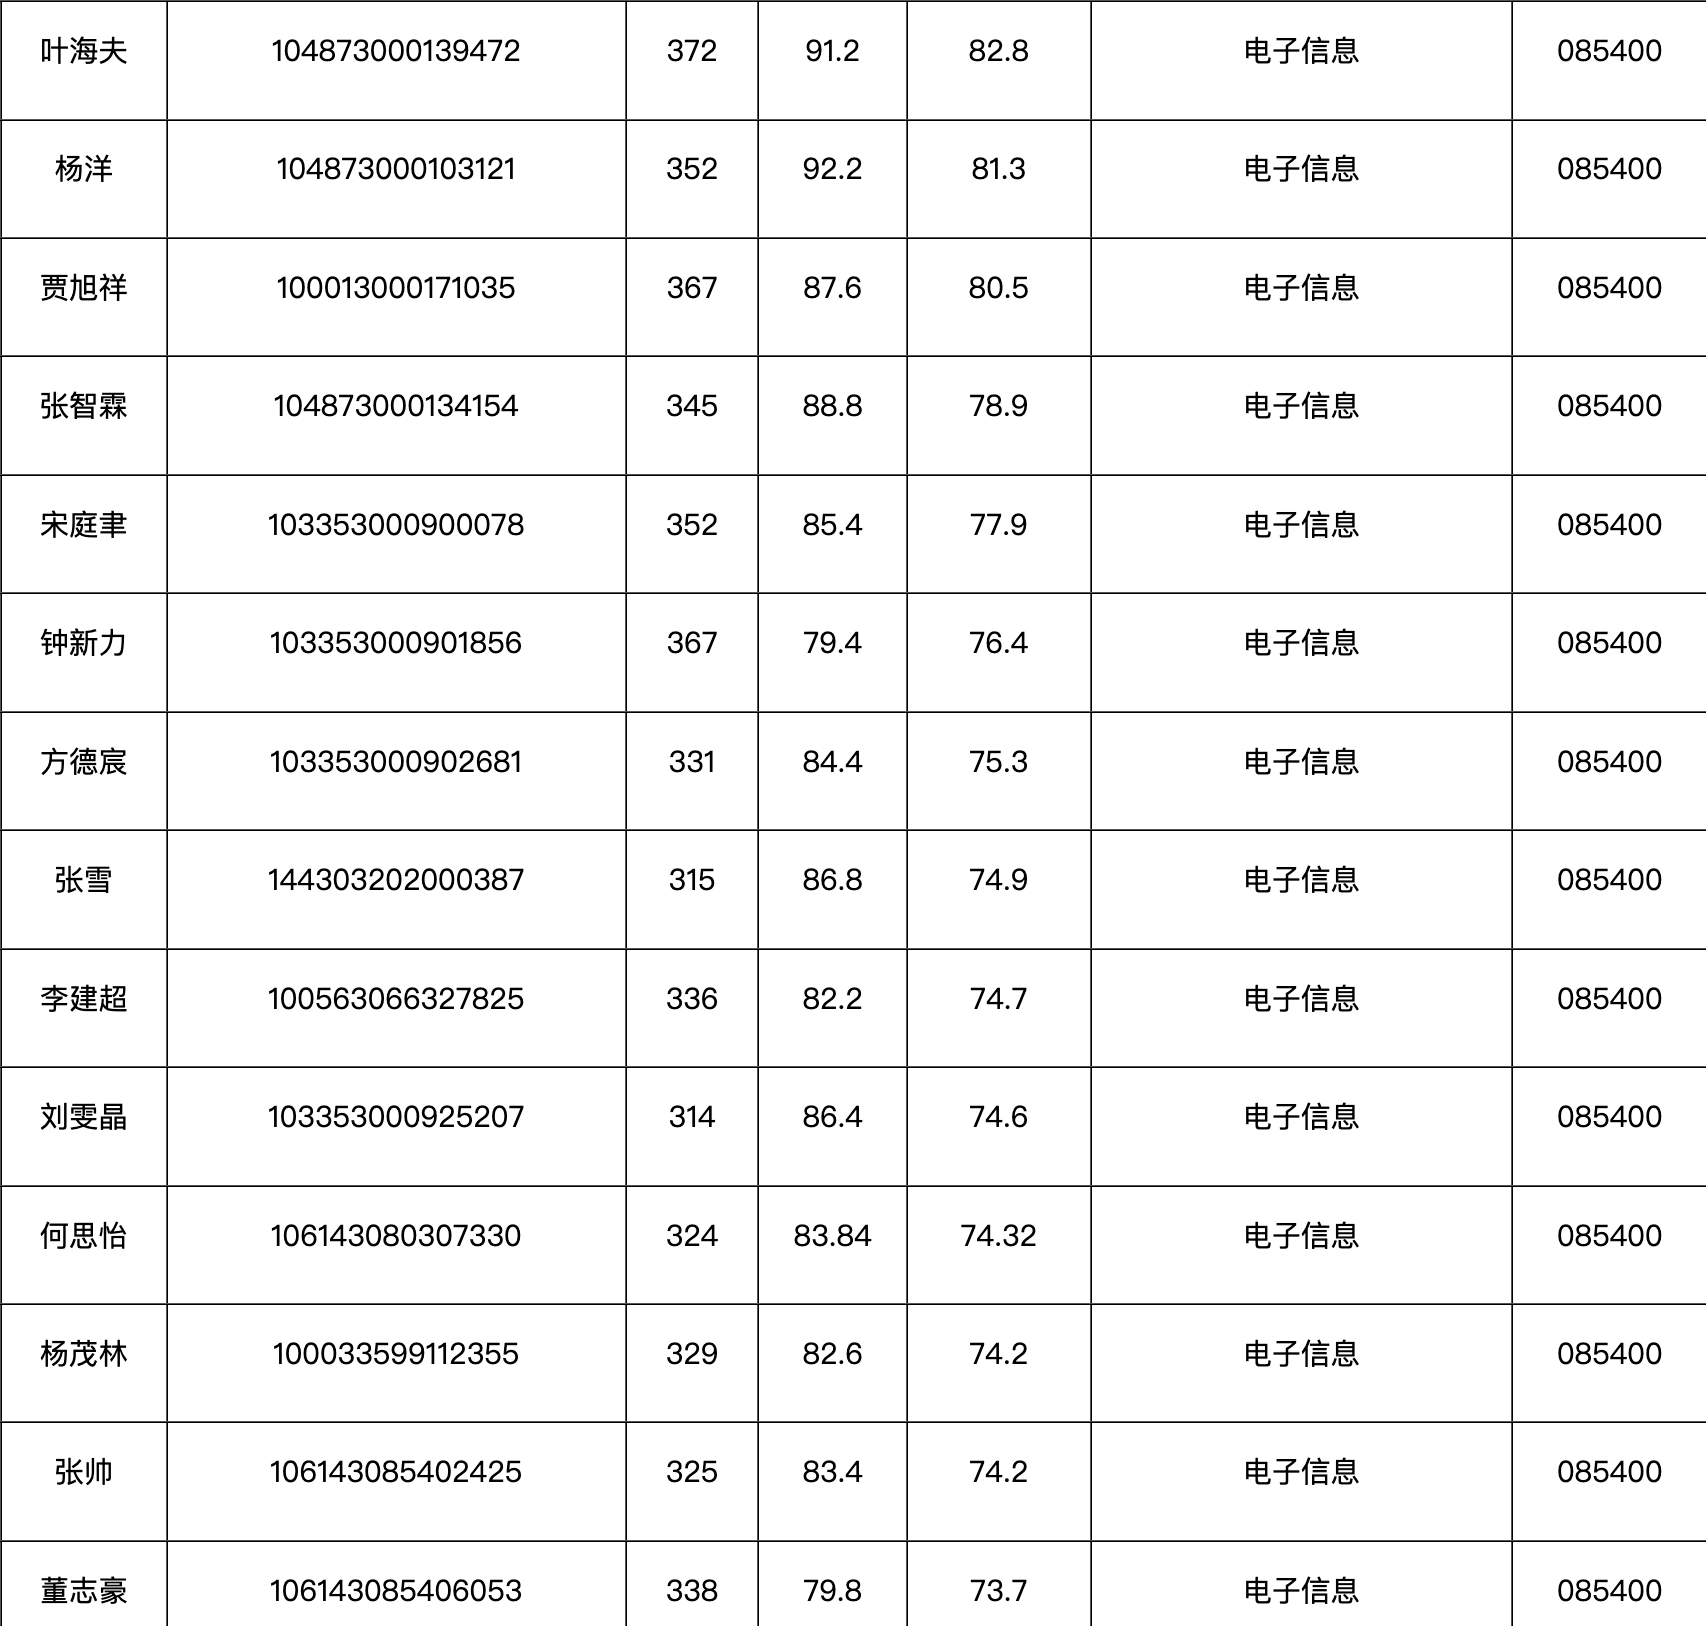 叶海夫 104873000139472 372 91.2 82.8 电子信息 085400
杨洋 104873000103121 352 92.2 81.3 电子信息 085400
贾旭祥 100013000171035 367 87.6 80.5 电子信息 085400
张智霖 104873000134154 345 88.8 78.9 电子信息 085400
宋庭聿 103353000900078 352 85.4 77.9 电子信息 085400
钟新力 103353000901856 367 79.4 76.4 电子信息 085400
方德宸 103353000902681 331 84.4 75.3 电子信息 085400
张雪 144303202000387 315 86.8 74.9 电子信息 085400
李建超 100563066327825 336 82.2 74.7 电子信息 085400
刘雯晶 103353000925207 314 86.4 74.6 电子信息 085400
何思怡 106143080307330 324 83.84 74.32 电子信息 085400
杨茂林 100033599112355 329 82.6 74.2 电子信息 085400
张帅 106143085402425 325 83.4 74.2 电子信息 085400
董志豪 106143085406053 338 79.8 73.7 电子信息 085400